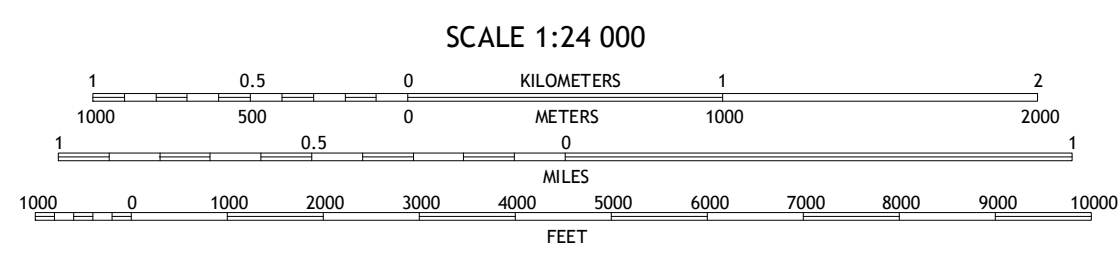 SCALE 1:24 000
1 0.5 0 KILOMETERS 1 2
1000 500 0 METERS 1000 2000
1 0.5 0 1
MILES
1000 0 1000 2000 3000 4000 5000 6000 7000 8000 9000 10000
FEET